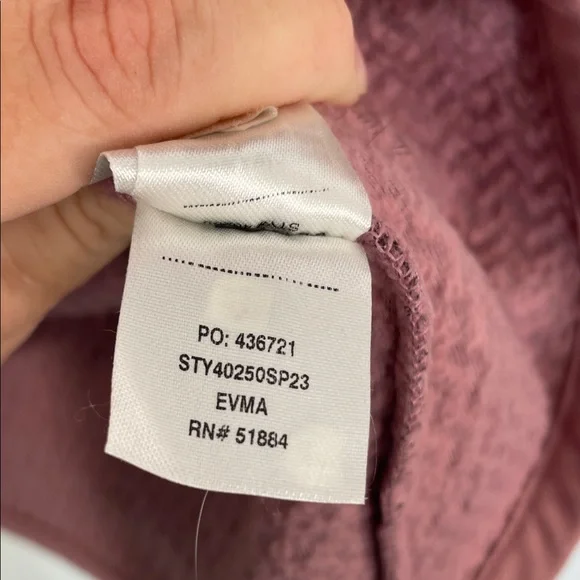 PO: 436721
STY40250SP23
EVMA
RN# 51884